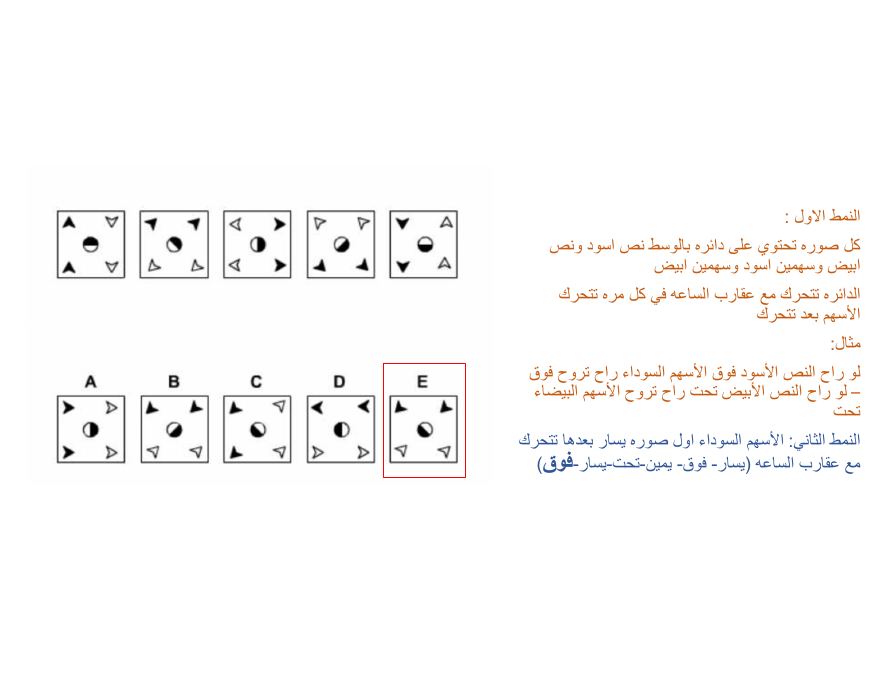 A B C D E
النمط الاول :
كل صوره تحتوي على دائره بالوسط نص اسود ونص
ابيض وسهمين اسود وسهمين ابيض
الدائره تتحرك مع عقارب الساعه في كل مره تتحرك
الأسهم بعد تتحرك
مثال:
لو راح النص الأسود فوق الأسهم السوداء راح تروح فوق
– لو راح النص الأبيض تحت راح تروح الأسهم البيضاء
تحت
النمط الثاني: الأسهم السوداء اول صوره يسار بعدها تتحرك
مع عقارب الساعه (يسار- فوق- يمين-تحت-يسار-فوق)